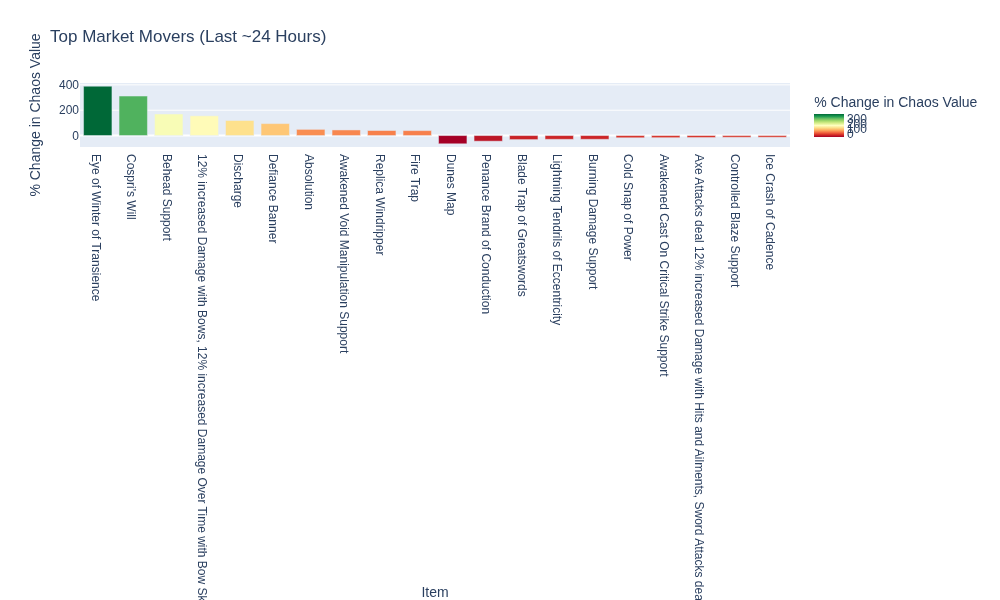 Top Market Movers (Last ~24 Hours)
% Change in Chaos Value
400
200
0
Eye of Winter of Transience
Cospri's Will
Behead Support
12% increased Damage with Bows, 12% increased Damage Over Time with Bow Sk
Discharge
Defiance Banner
Absolution
Awakened Void Manipulation Support
Replica Windripper
Fire Trap
Dunes Map
Penance Brand of Conduction
Blade Trap of Greatswords
Lightning Tendrils of Eccentricity
Burning Damage Support
Cold Snap of Power
Awakened Cast On Critical Strike Support
Axe Attacks deal 12% increased Damage with Hits and Ailments, Sword Attacks dea
Controlled Blaze Support
Ice Crash of Cadence
Item
% Change in Chaos Value
300
100
0